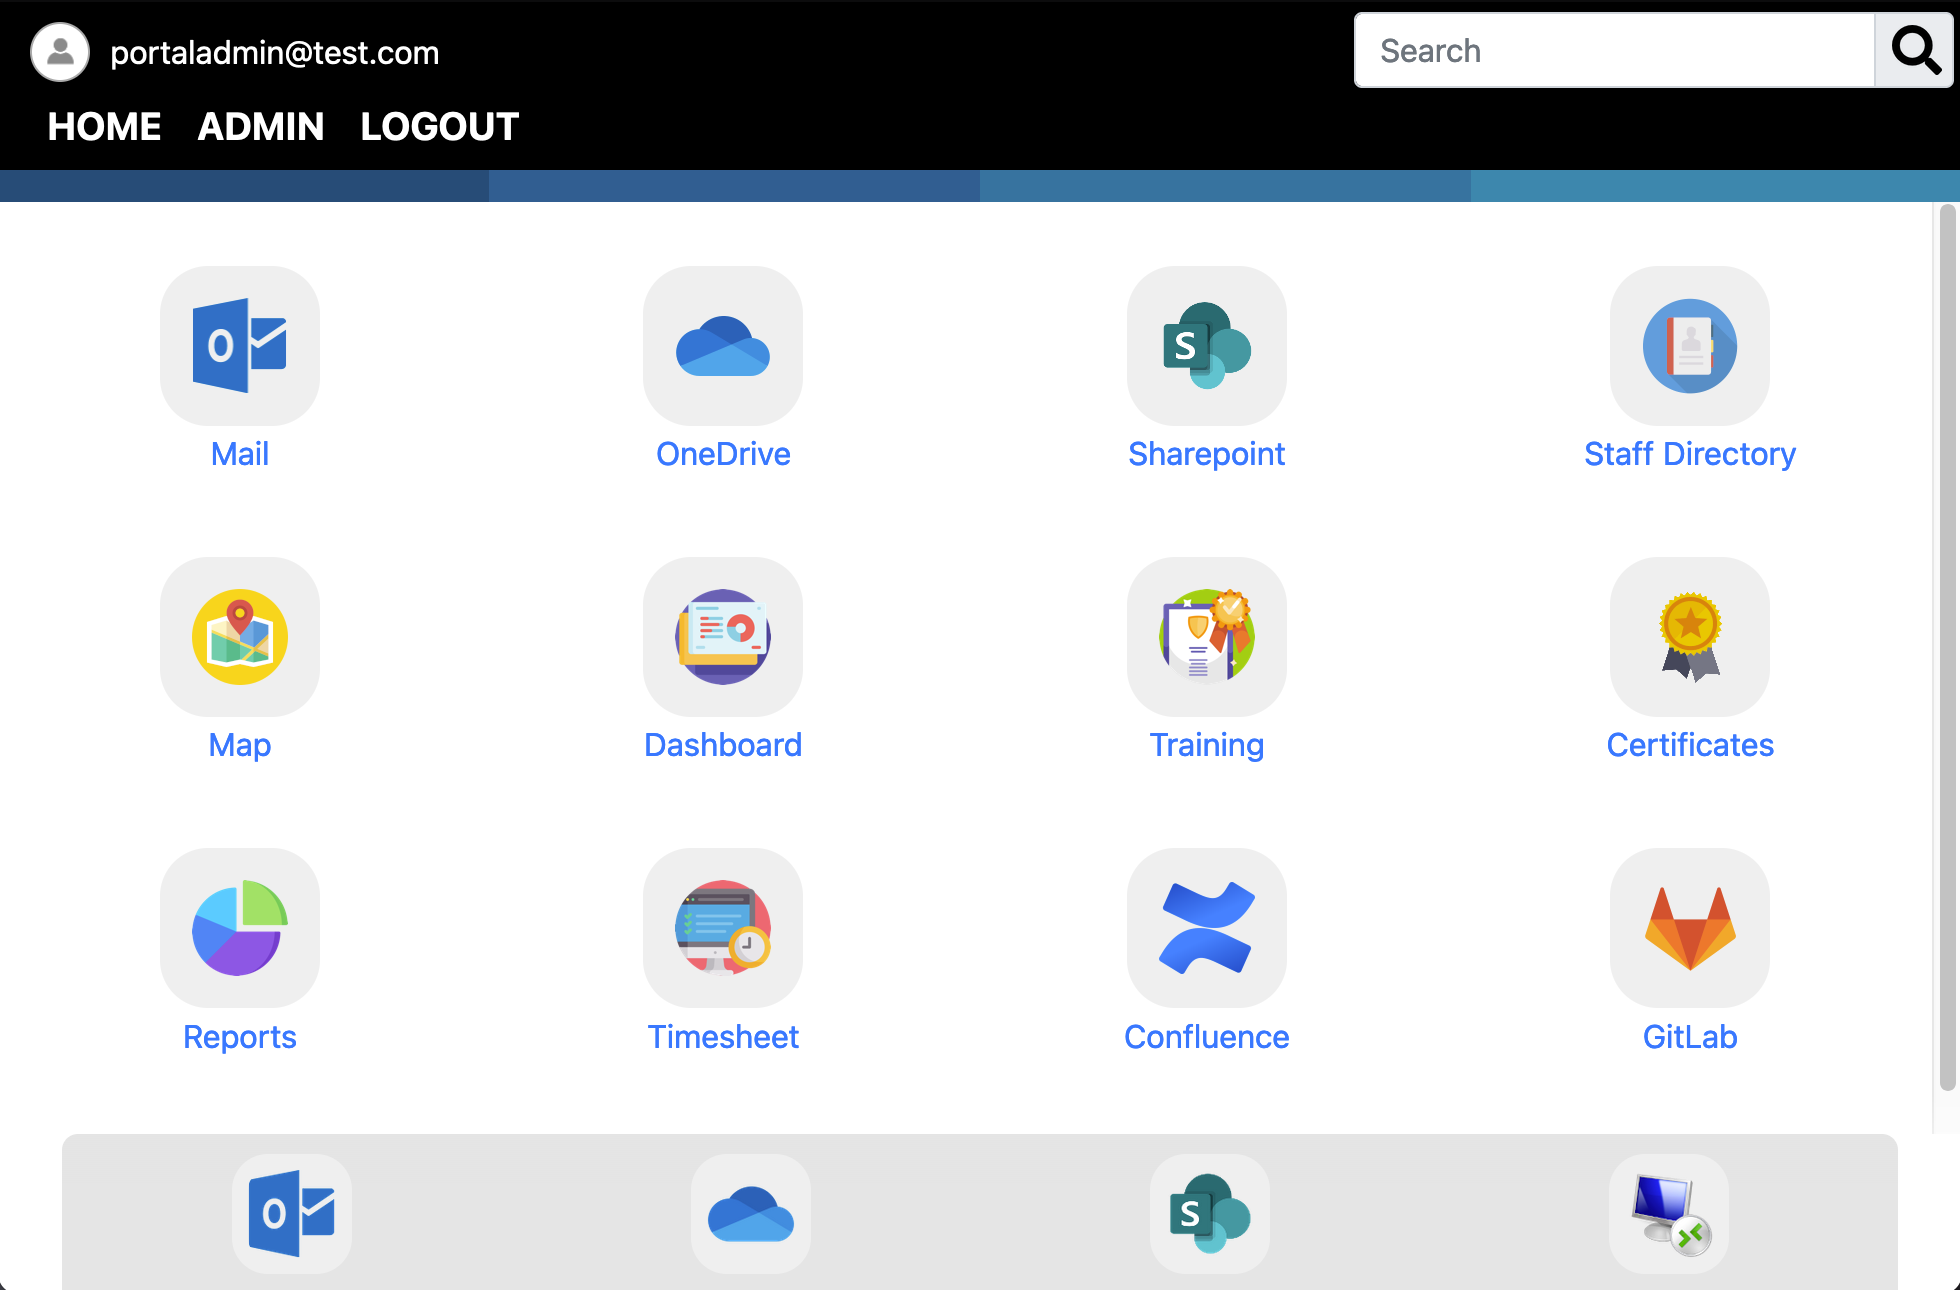 portaladmin@test.com
Search
HOME ADMIN LOGOUT
Mail
OneDrive
Sharepoint
Staff Directory
Map
Dashboard
Training
Certificates
Reports
Timesheet
Confluence
GitLab